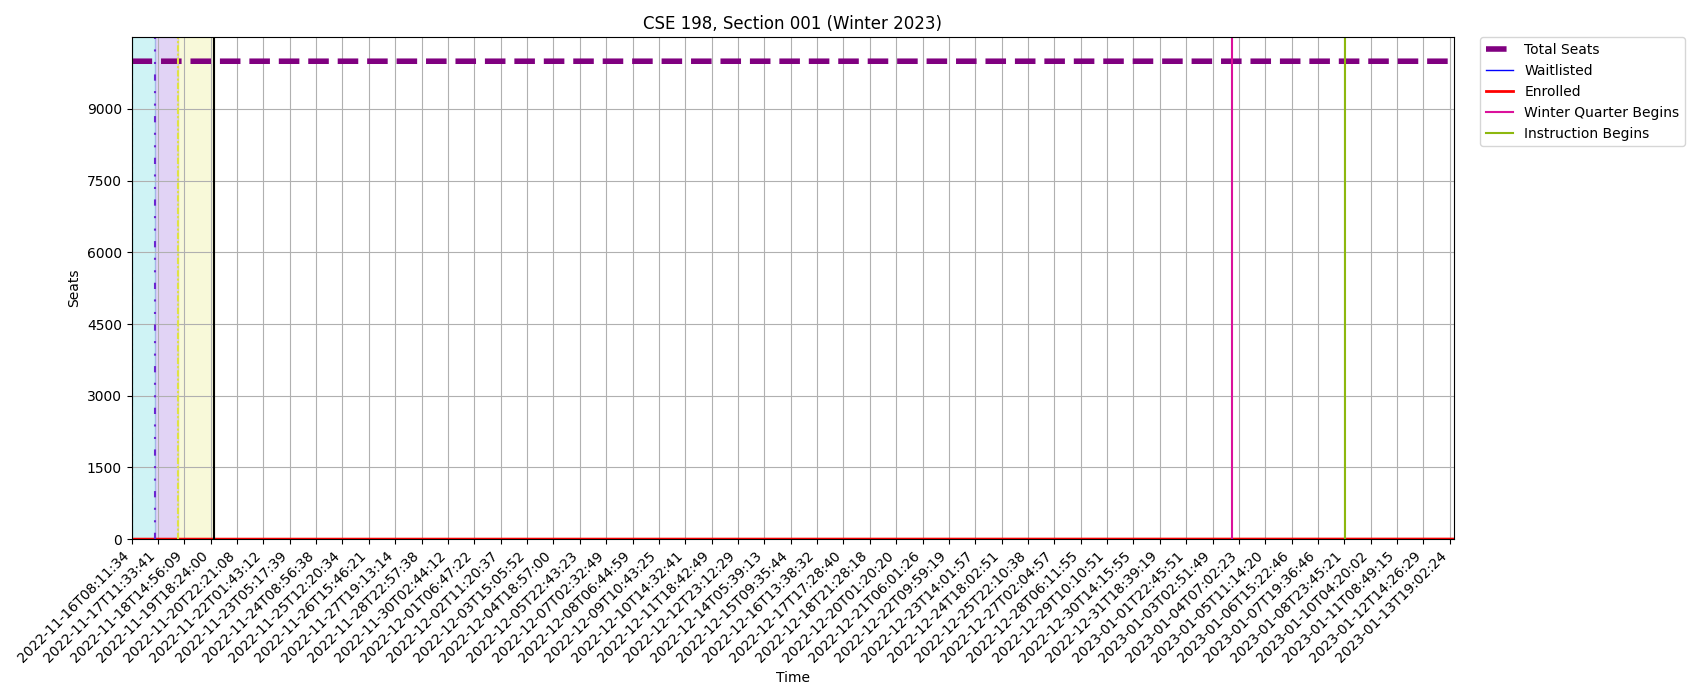 CSE 198, Section 001 (Winter 2023)
Total Seats
Waitlisted
Enrolled
Winter Quarter Begins
Instruction Begins
Seats
9000
7500
6000
4500
3000
1500
0
2022-11-16T08:11:34
2022-11-17T11:33:41
2022-11-18T14:56:09
2022-11-19T18:24:00
2022-11-20T22:21:08
2022-11-22T01:43:12
2022-11-23T05:17:39
2022-11-24T08:56:38
2022-11-25T12:20:34
2022-11-26T15:46:21
2022-11-27T19:13:14
2022-11-28T22:57:38
2022-11-30T02:44:12
2022-12-01T06:47:22
2022-12-02T11:20:37
2022-12-03T15:05:52
2022-12-04T18:57:00
2022-12-05T22:43:23
2022-12-07T02:32:49
2022-12-08T06:44:59
2022-12-09T10:43:25
2022-12-10T14:32:41
2022-12-11T18:42:49
2022-12-12T23:12:29
2022-12-14T05:39:13
2022-12-15T09:35:44
2022-12-16T13:38:32
2022-12-17T17:28:40
2022-12-18T21:28:18
2022-12-20T01:20:20
2022-12-21T06:01:26
2022-12-22T09:59:19
2022-12-23T14:01:57
2022-12-24T18:02:51
2022-12-25T22:10:38
2022-12-27T02:04:57
2022-12-28T06:11:55
2022-12-29T10:10:51
2022-12-30T14:15:55
2022-12-31T18:39:19
2023-01-01T22:45:51
2023-01-03T02:51:49
2023-01-04T07:02:23
2023-01-05T11:14:20
2023-01-06T15:22:46
2023-01-07T19:36:46
2023-01-08T23:45:21
2023-01-10T04:20:02
2023-01-11T08:49:15
2023-01-12T14:26:29
2023-01-13T19:02:24
Time